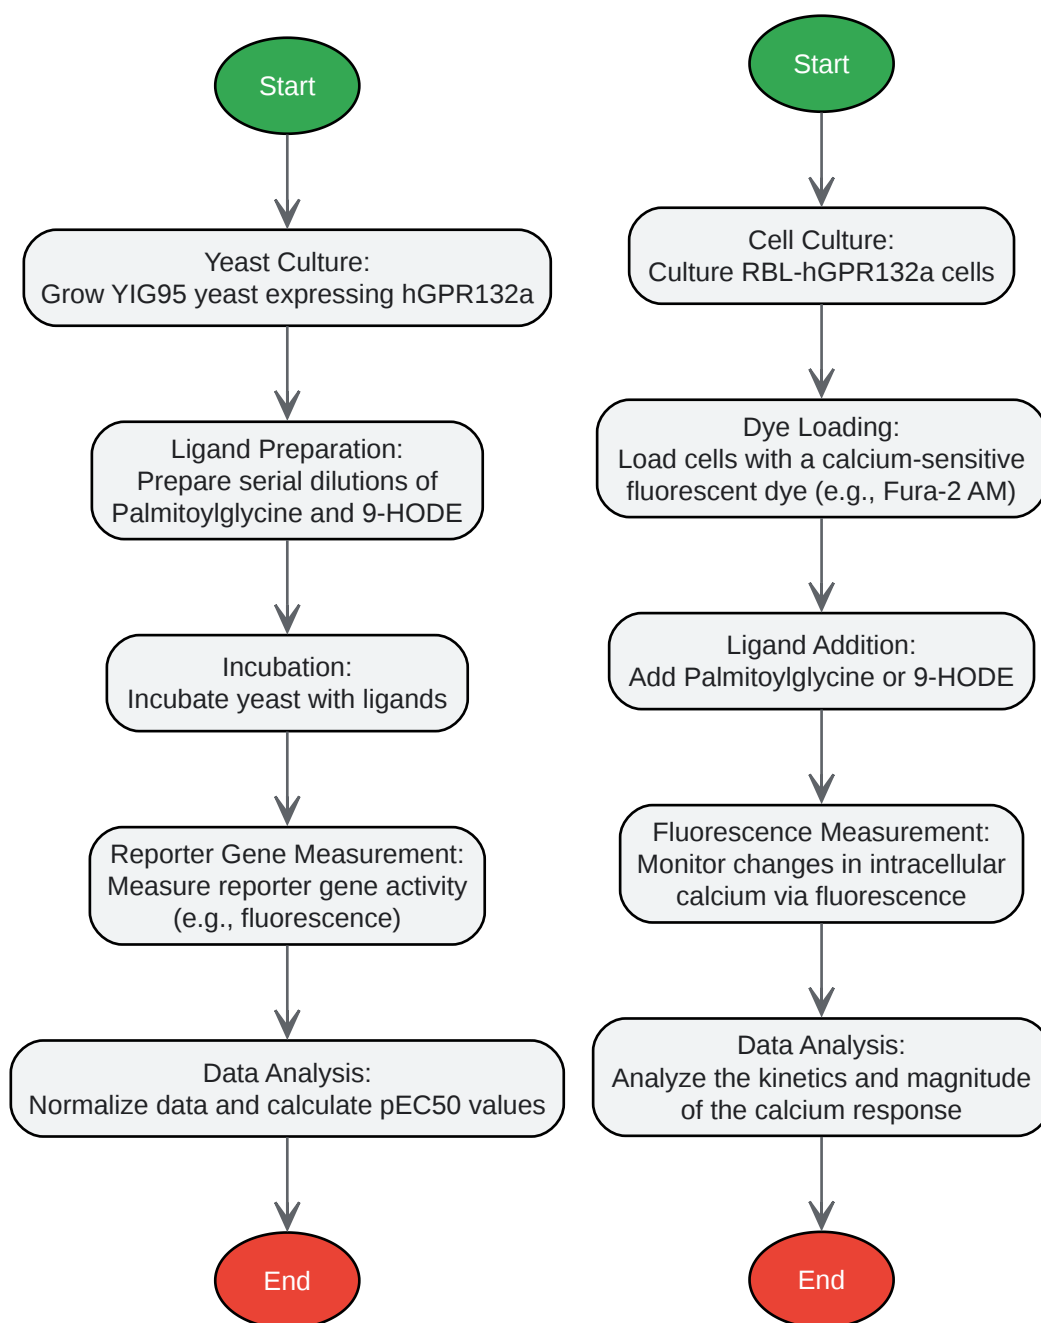 Start
Yeast Culture:
Grow YIG95 yeast expressing hGPR132a
Ligand Preparation:
Prepare serial dilutions of
Palmitoylglycine and 9-HODE
Incubation:
Incubate yeast with ligands
Reporter Gene Measurement:
Measure reporter gene activity
(e.g., fluorescence)
Data Analysis:
Normalize data and calculate pEC50 values
End
Start
Cell Culture:
Culture RBL-hGPR132a cells
Dye Loading:
Load cells with a calcium-sensitive
fluorescent dye (e.g., Fura-2 AM)
Ligand Addition:
Add Palmitoylglycine or 9-HODE
Fluorescence Measurement:
Monitor changes in intracellular
calcium via fluorescence
Data Analysis:
Analyze the kinetics and magnitude
of the calcium response
End